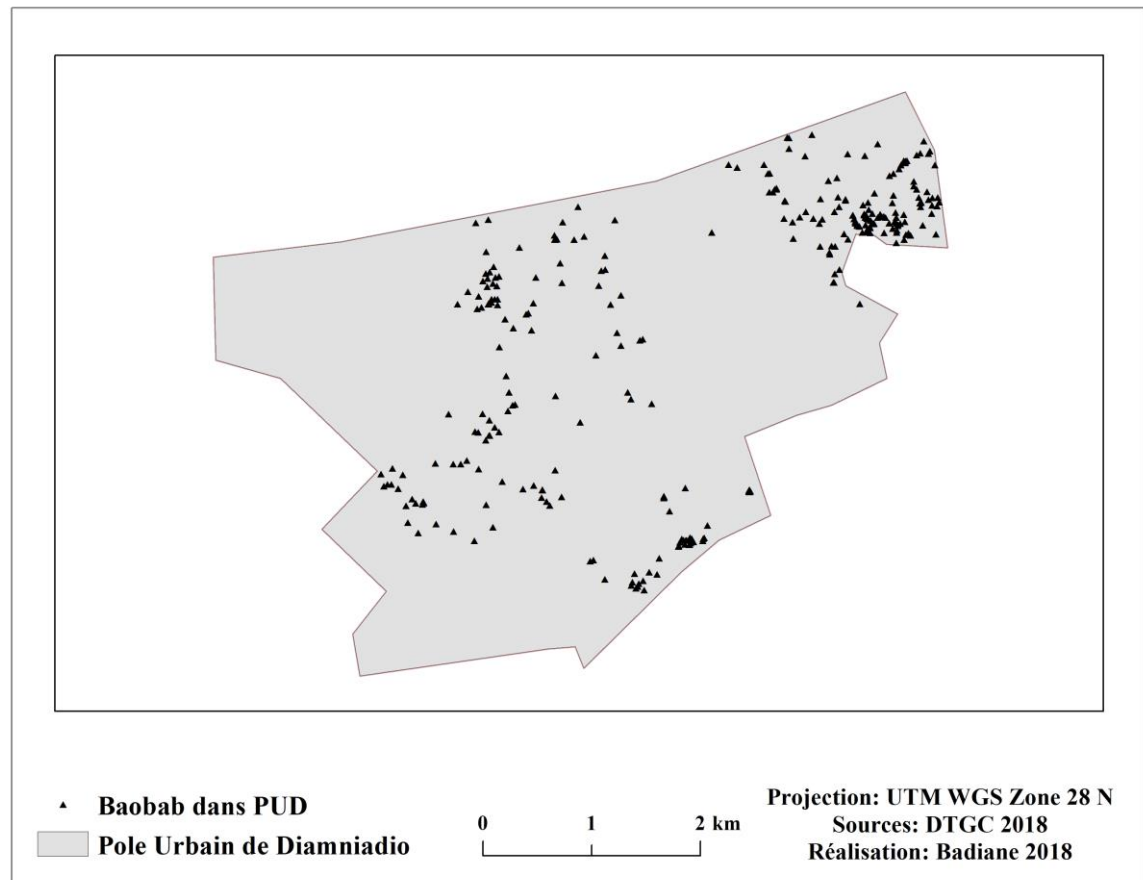 Baobab dans PUD
Pole Urbain de Diamniadio
0 1 2 km
Projection: UTM WGS Zone 28 N
Sources: DTGC 2018
Réalisation: Badiane 2018